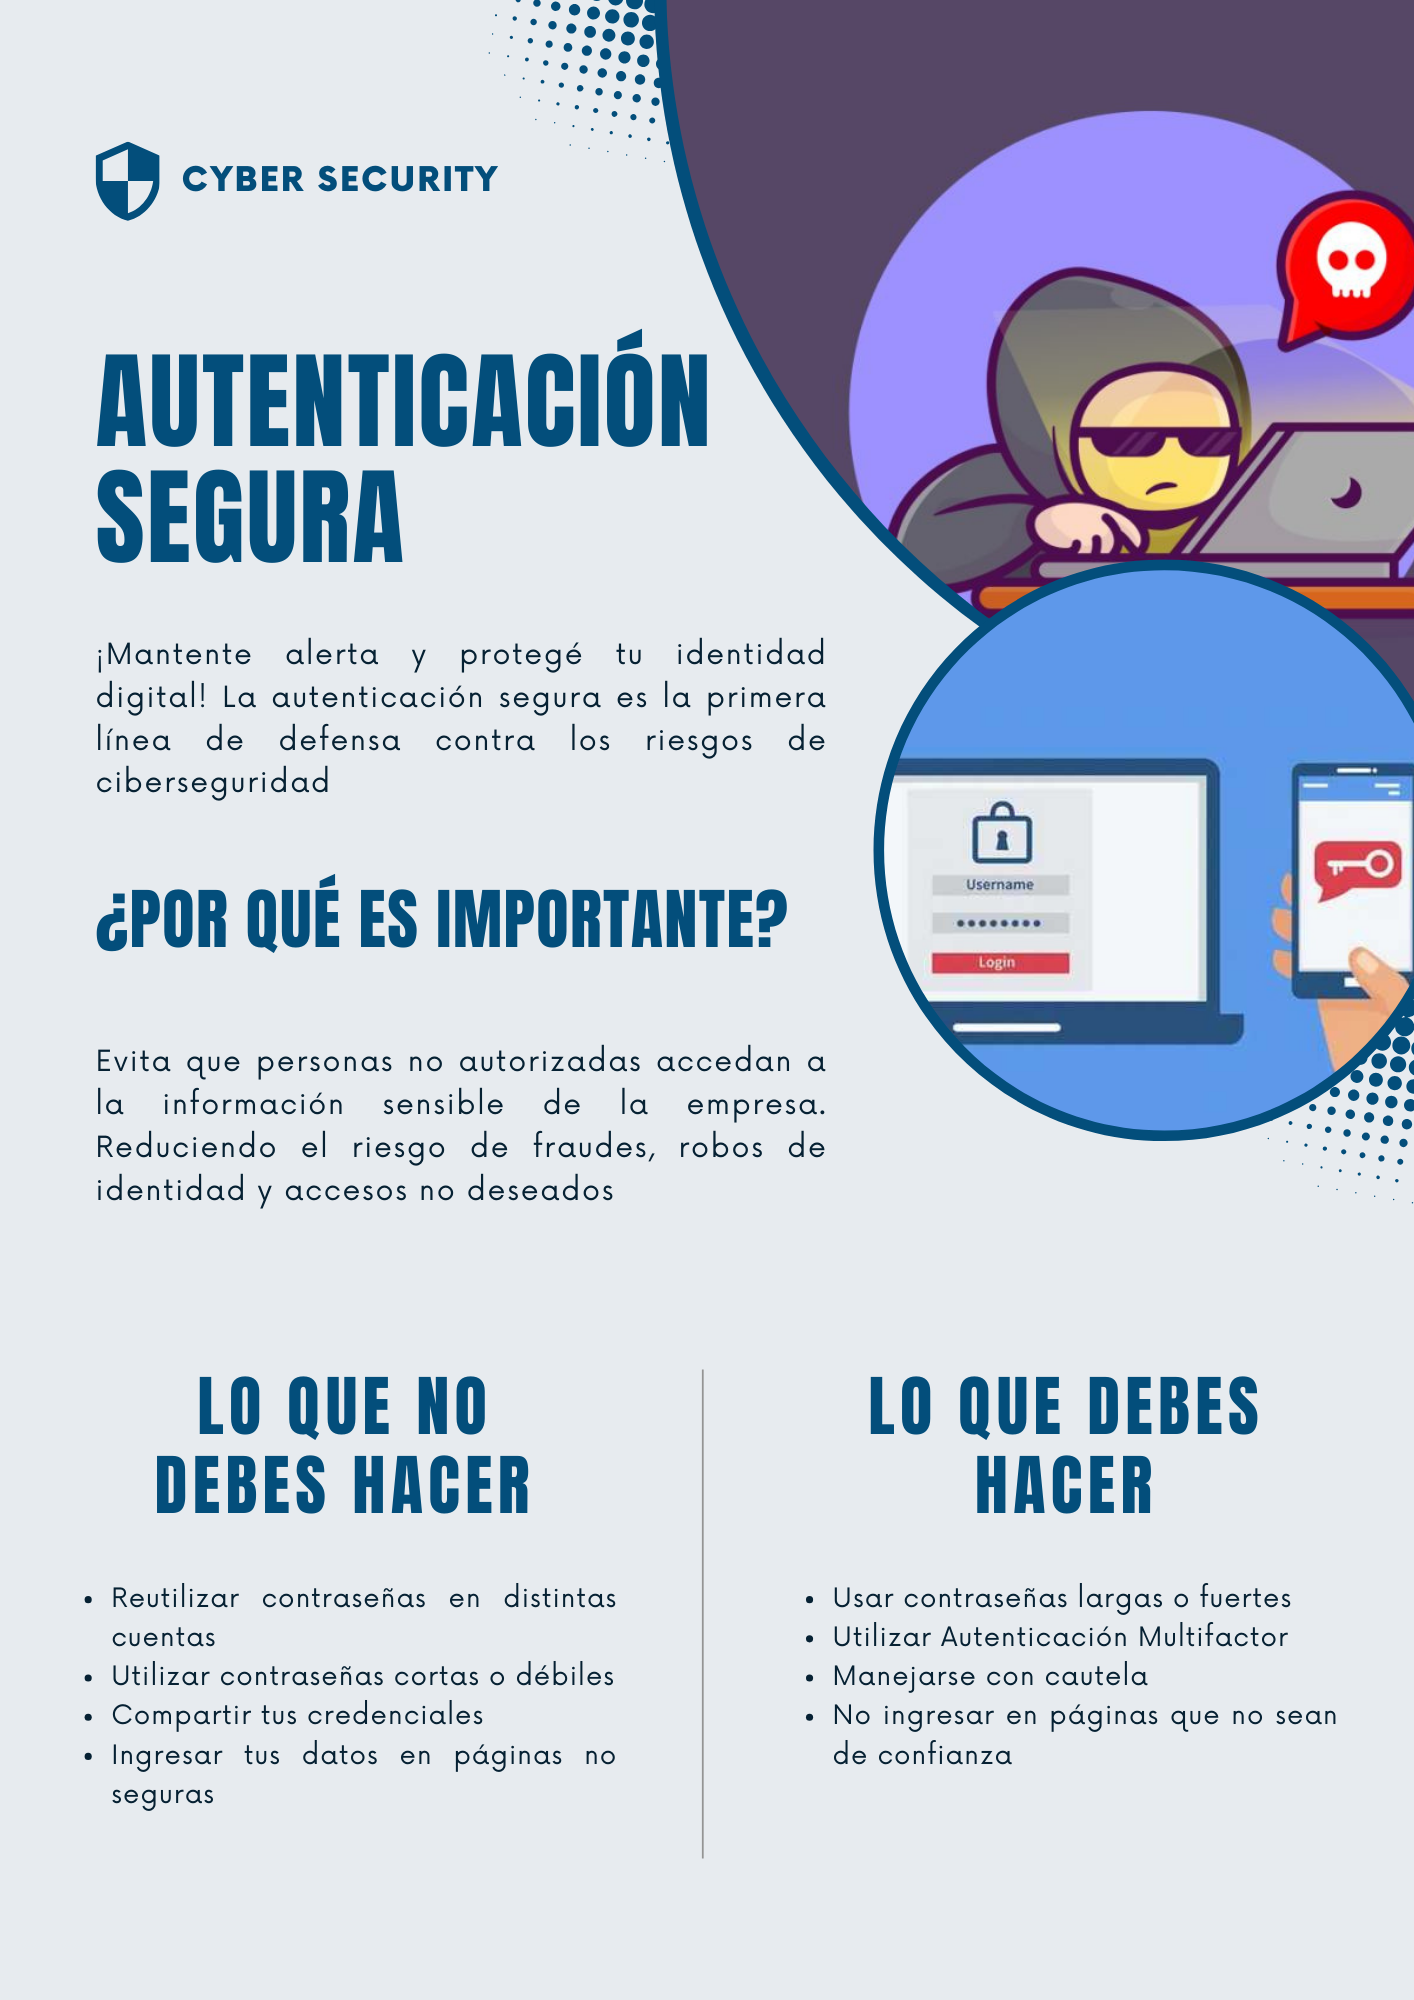 CYBER SECURITY
AUTENTICACIÓN
SEGURA
¡Mantente alerta y protegé tu identidad
digital! La autenticación segura es la primera
línea de defensa contra los riesgos de
ciberseguridad
Username
Login
¿POR QUÉ ES IMPORTANTE?
Evita que personas no autorizadas accedan a
la información sensible de la empresa.
Reduciendo el riesgo de fraudes, robos de
identidad y accesos no deseados
LO QUE NO
DEBES HACER
• Reutilizar contraseñas en distintas
cuentas
• Utilizar contraseñas cortas o débiles
• Compartir tus credenciales
• Ingresar tus datos en páginas no
seguras
LO QUE DEBES
HACER
• Usar contraseñas largas o fuertes
• Utilizar Autenticación Multifactor
• Manejarse con cautela
• No ingresar en páginas que no sean
de confianza